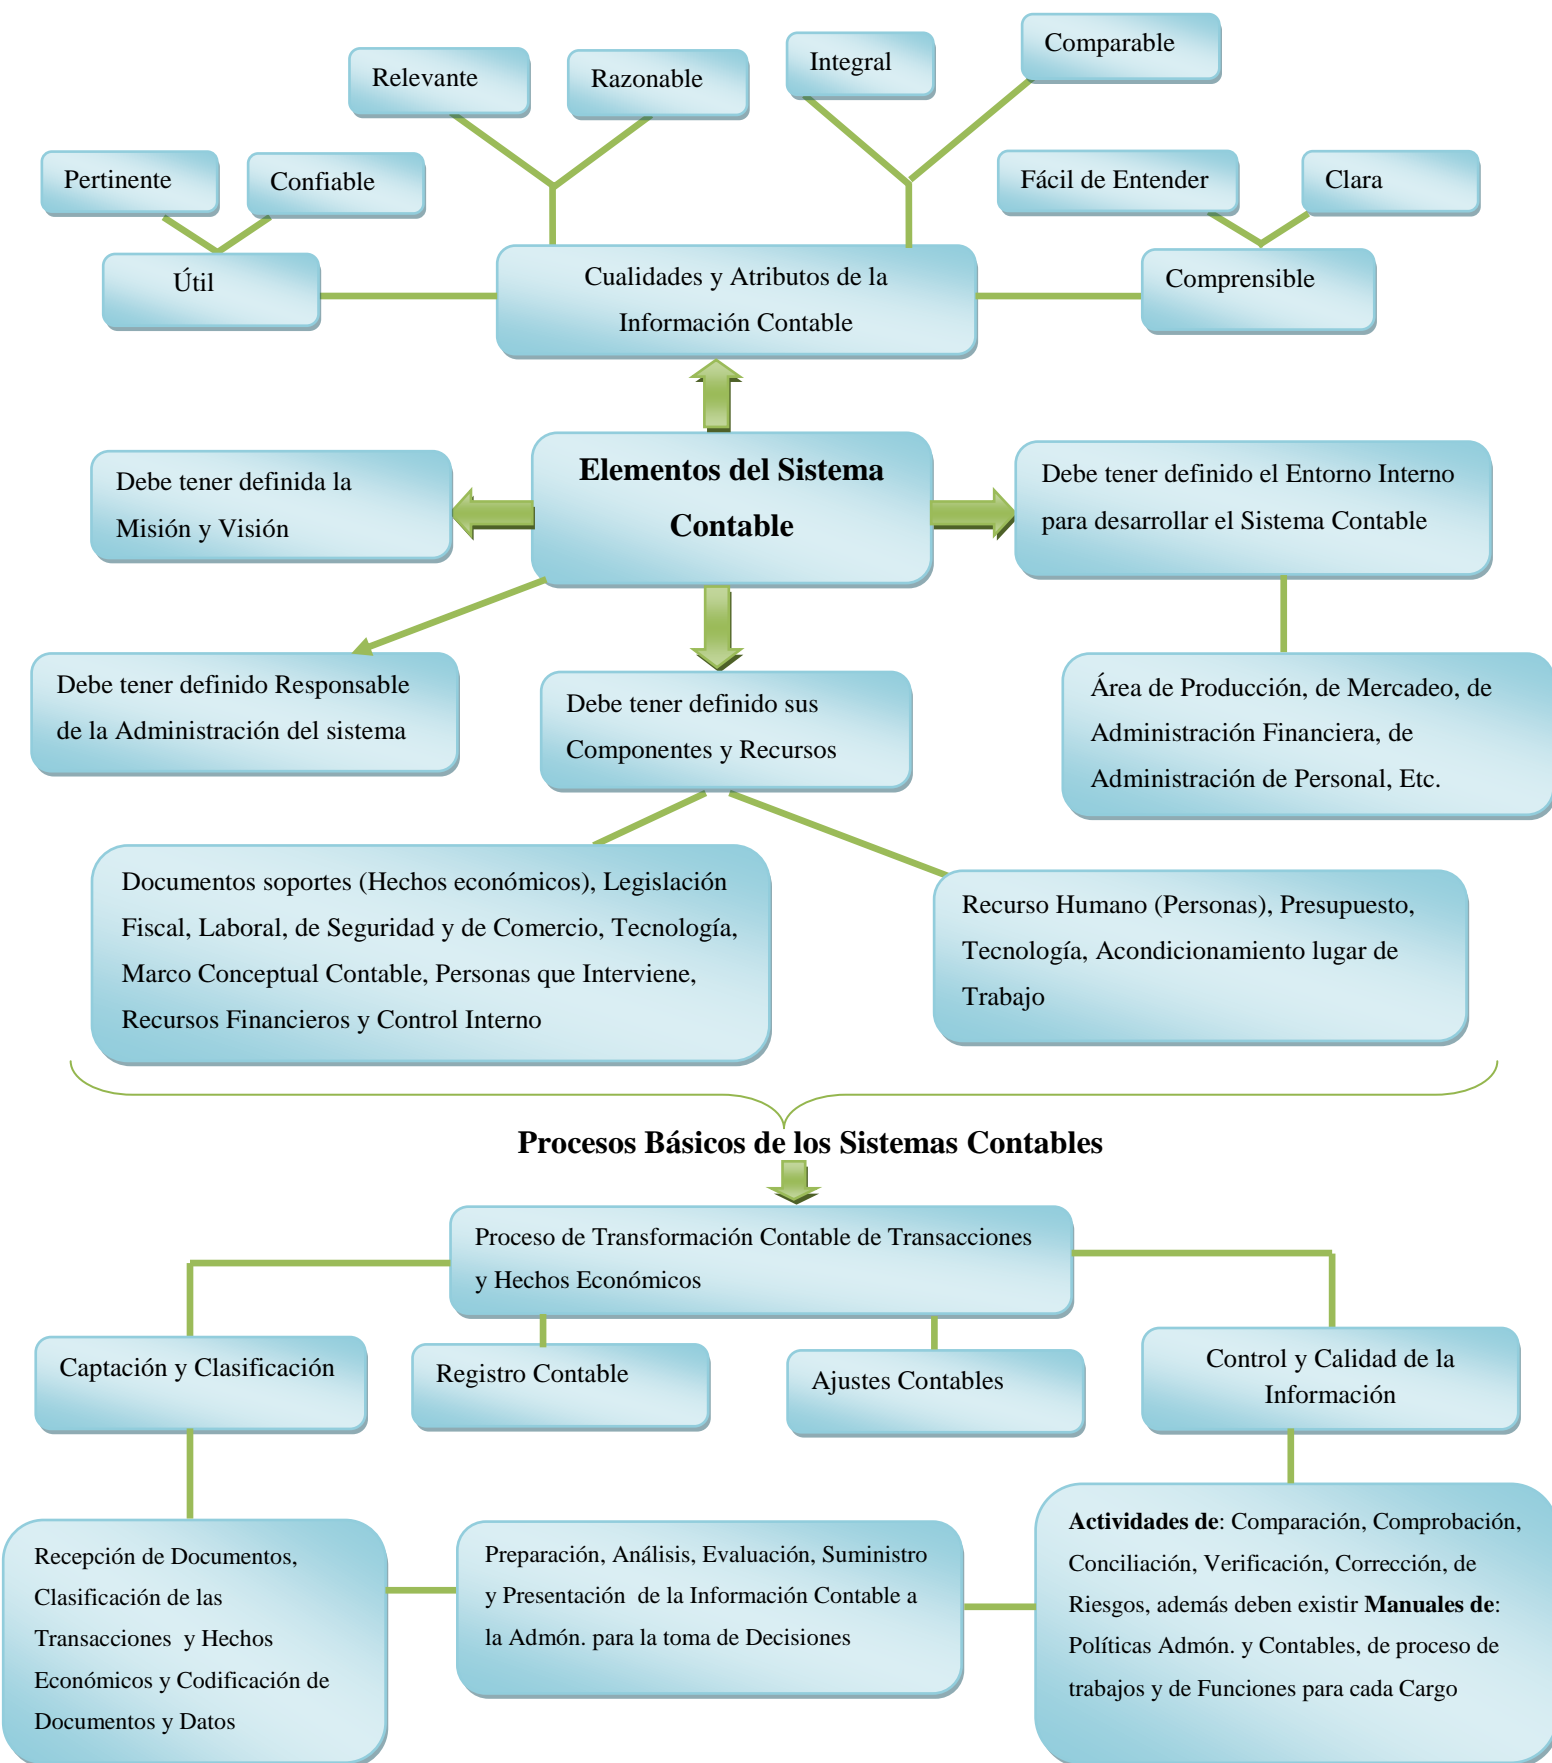 Comparable
Integral
Relevante
Razonable
Pertinente
Confiable
Fácil de Entender
Clara
Útil
Cualidades y Atributos de la
Información Contable
Comprensible
Elementos del Sistema
Contable
Debe tener definida la
Misión y Visión
Debe tener definido el Entorno Interno
para desarrollar el Sistema Contable
Debe tener definido Responsable
de la Administración del sistema
Debe tener definido sus
Componentes y Recursos
Área de Producción, de Mercadeo, de
Administración Financiera, de
Administración de Personal, Etc.
Documentos soportes (Hechos económicos), Legislación
Fiscal, Laboral, de Seguridad y de Comercio, Tecnología,
Marco Conceptual Contable, Personas que Interviene,
Recursos Financieros y Control Interno
Recurso Humano (Personas), Presupuesto,
Tecnología, Acondicionamiento lugar de
Trabajo
Procesos Básicos de los Sistemas Contables
Proceso de Transformación Contable de Transacciones
y Hechos Económicos
Captación y Clasificación
Registro Contable
Ajustes Contables
Control y Calidad de la
Información
Recepción de Documentos,
Clasificación de las
Transacciones y Hechos
Económicos y Codificación de
Documentos y Datos
Preparación, Análisis, Evaluación, Suministro
y Presentación de la Información Contable a
la Admón. para la toma de Decisiones
Actividades de: Comparación, Comprobación,
Conciliación, Verificación, Corrección, de
Riesgos, además deben existir Manuales de:
Políticas Admón. y Contables, de proceso de
trabajos y de Funciones para cada Cargo